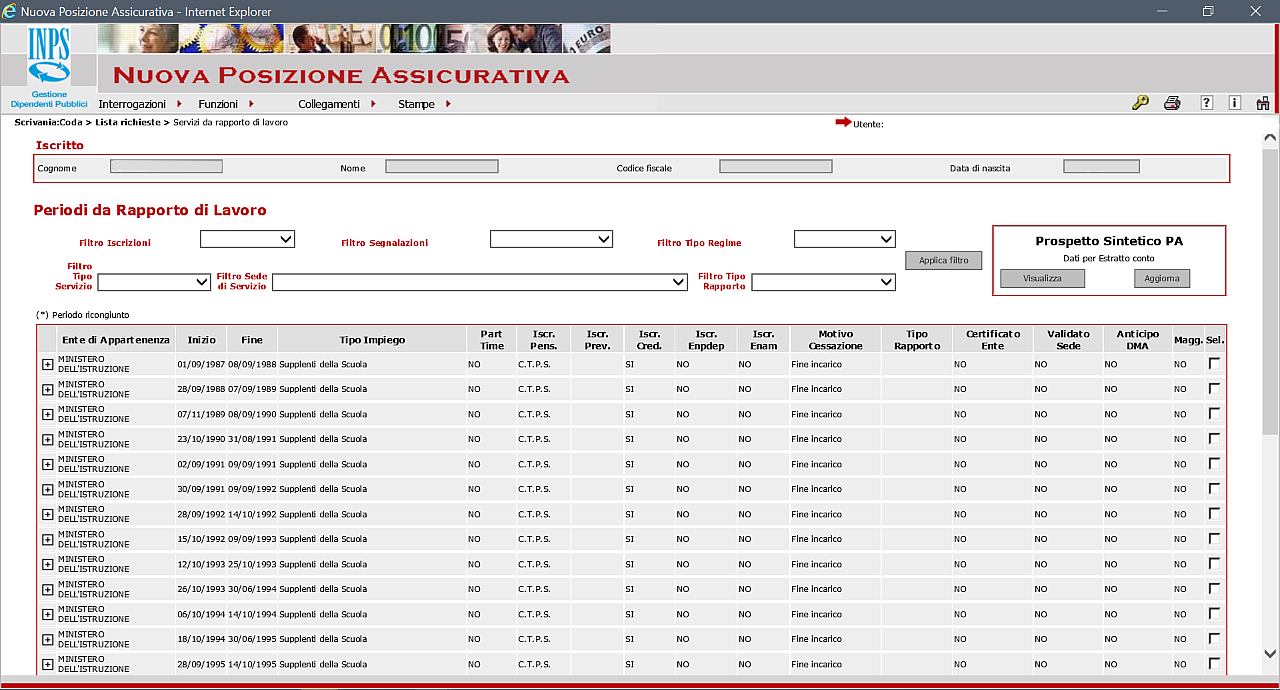 Nuova Posizione Assicurativa - Internet Explorer
INPS
Gestione
Dipendenti Pubblici
NUOVA POSIZIONE ASSICURATIVA
Interrogazioni Funzioni Collegamenti Stampe
Scrivania:Coda > Lista richieste > Servizi da rapporto di lavoro
Utente:
Iscritto
Cognome Nome Codice fiscale Data di nascita
Periodi da Rapporto di Lavoro
Filtro Iscrizioni Filtro Segnalazioni Filtro Tipo Regime
Applica filtro
Filtro
Tipo
Servizio
Filtro Sede
di Servizio
Filtro Tipo
Rapporto
Prospetto Sintetico PA
Dati per Estratto conto
Visualizza Aggiorna
(*) Periodo ricongiunto
Ente di Appartenenza Inizio Fine Tipo Impiego Part Time Iscr. Pens. Iscr. Prev. Iscr. Cred. Iscr. Enpdep Iscr. Enam Motivo Cessazione Tipo Rapporto Certificato Ente Validato Sede Anticipo DMA Magg. Sel.
MINISTERO DELL'ISTRUZIONE 01/09/1987 08/09/1988 Supplenti della Scuola NO C.T.P.S. SI NO NO Fine incarico NO NO NO NO
MINISTERO DELL'ISTRUZIONE 28/09/1988 07/09/1989 Supplenti della Scuola NO C.T.P.S. SI NO NO Fine incarico NO NO NO NO
MINISTERO DELL'ISTRUZIONE 07/11/1989 08/09/1990 Supplenti della Scuola NO C.T.P.S. SI NO NO Fine incarico NO NO NO NO
MINISTERO DELL'ISTRUZIONE 23/10/1990 31/08/1991 Supplenti della Scuola NO C.T.P.S. SI NO NO Fine incarico NO NO NO NO
MINISTERO DELL'ISTRUZIONE 02/09/1991 09/09/1991 Supplenti della Scuola NO C.T.P.S. SI NO NO Fine incarico NO NO NO NO
MINISTERO DELL'ISTRUZIONE 30/09/1991 09/09/1992 Supplenti della Scuola NO C.T.P.S. SI NO NO Fine incarico NO NO NO NO
MINISTERO DELL'ISTRUZIONE 28/09/1992 14/10/1992 Supplenti della Scuola NO C.T.P.S. SI NO NO Fine incarico NO NO NO NO
MINISTERO DELL'ISTRUZIONE 15/10/1992 09/09/1993 Supplenti della Scuola NO C.T.P.S. SI NO NO Fine incarico NO NO NO NO
MINISTERO DELL'ISTRUZIONE 12/10/1993 25/10/1993 Supplenti della Scuola NO C.T.P.S. SI NO NO Fine incarico NO NO NO NO
MINISTERO DELL'ISTRUZIONE 26/10/1993 30/06/1994 Supplenti della Scuola NO C.T.P.S. SI NO NO Fine incarico NO NO NO NO
MINISTERO DELL'ISTRUZIONE 06/10/1994 14/10/1994 Supplenti della Scuola NO C.T.P.S. SI NO NO Fine incarico NO NO NO NO
MINISTERO DELL'ISTRUZIONE 18/10/1994 30/06/1995 Supplenti della Scuola NO C.T.P.S. SI NO NO Fine incarico NO NO NO NO
MINISTERO DELL'ISTRUZIONE 28/09/1995 14/10/1995 Supplenti della Scuola NO C.T.P.S. SI NO NO Fine incarico NO NO NO NO